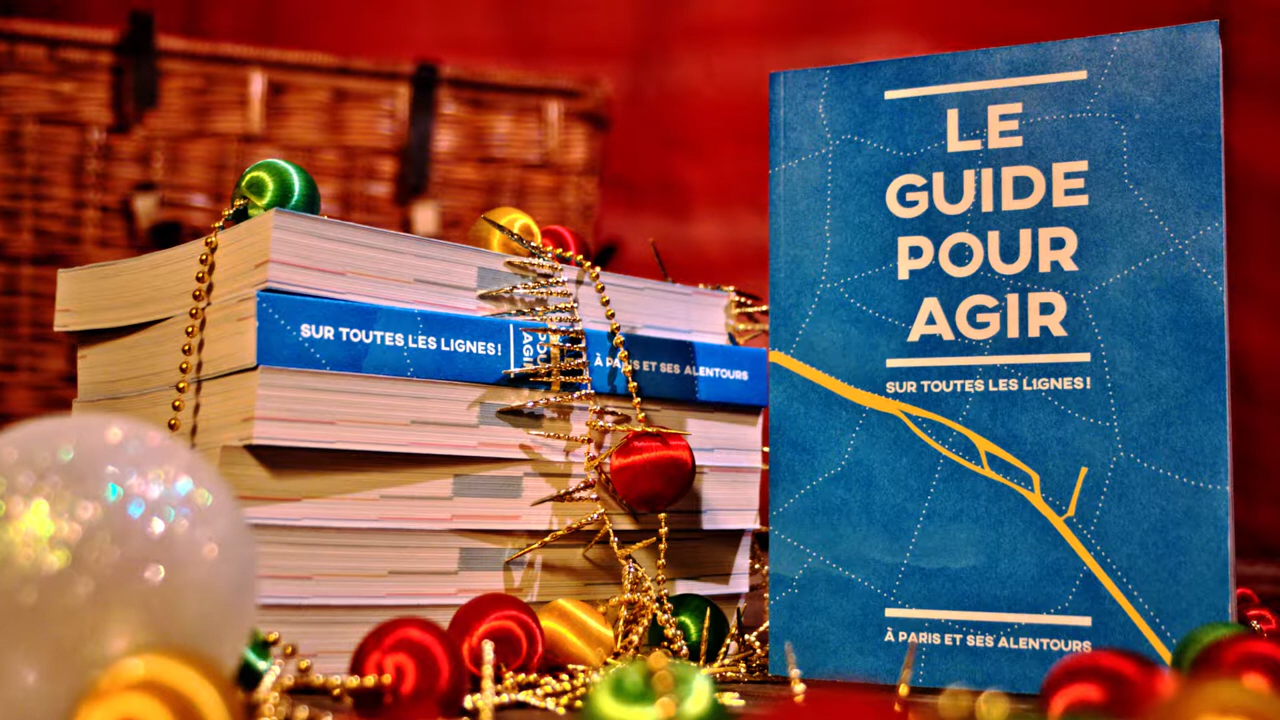 SUR TOUTES LES LIGNES !
À PARIS ET SES ALENTOURS
LE
GUIDE
POUR
AGIR
SUR TOUTES LES LIGNES !
À PARIS ET SES ALENTOURS